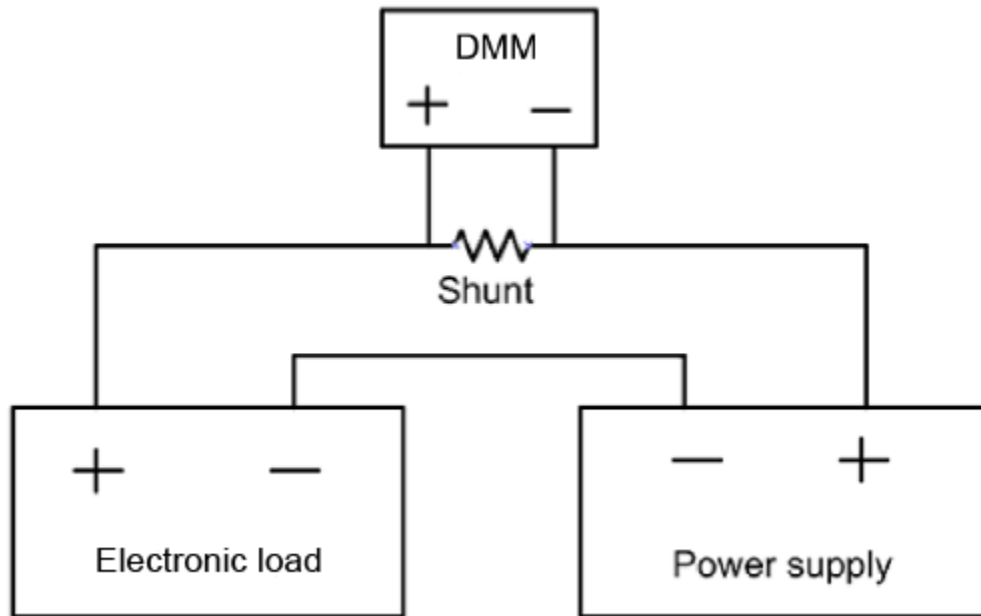 DMM
+ −
Shunt
+ − − +
Electronic load Power supply